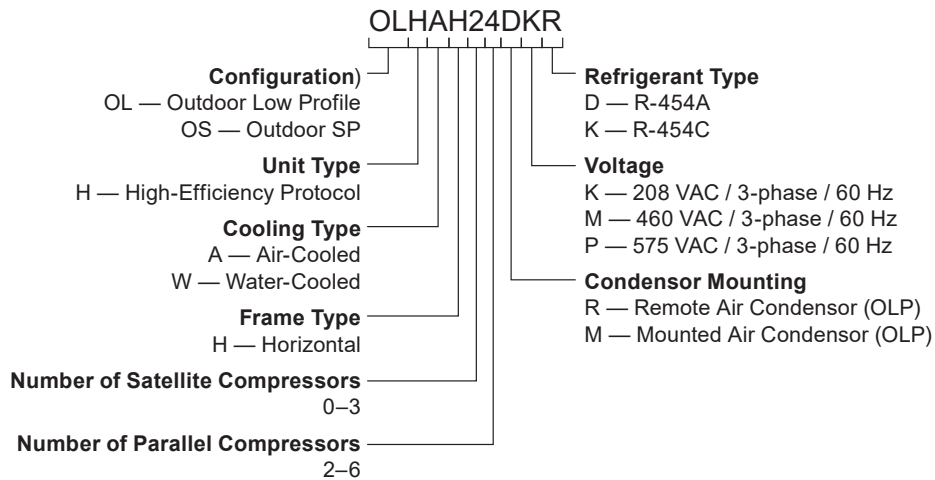 OLHAH24DKR
Configuration)
OL — Outdoor Low Profile
OS — Outdoor SP
Unit Type
H — High-Efficiency Protocol
Cooling Type
A — Air-Cooled
W — Water-Cooled
Frame Type
H — Horizontal
Number of Satellite Compressors
0–3
Number of Parallel Compressors
2–6
Refrigerant Type
D — R-454A
K — R-454C
Voltage
K — 208 VAC / 3-phase / 60 Hz
M — 460 VAC / 3-phase / 60 Hz
P — 575 VAC / 3-phase / 60 Hz
Condensor Mounting
R — Remote Air Condensor (OLP)
M — Mounted Air Condensor (OLP)